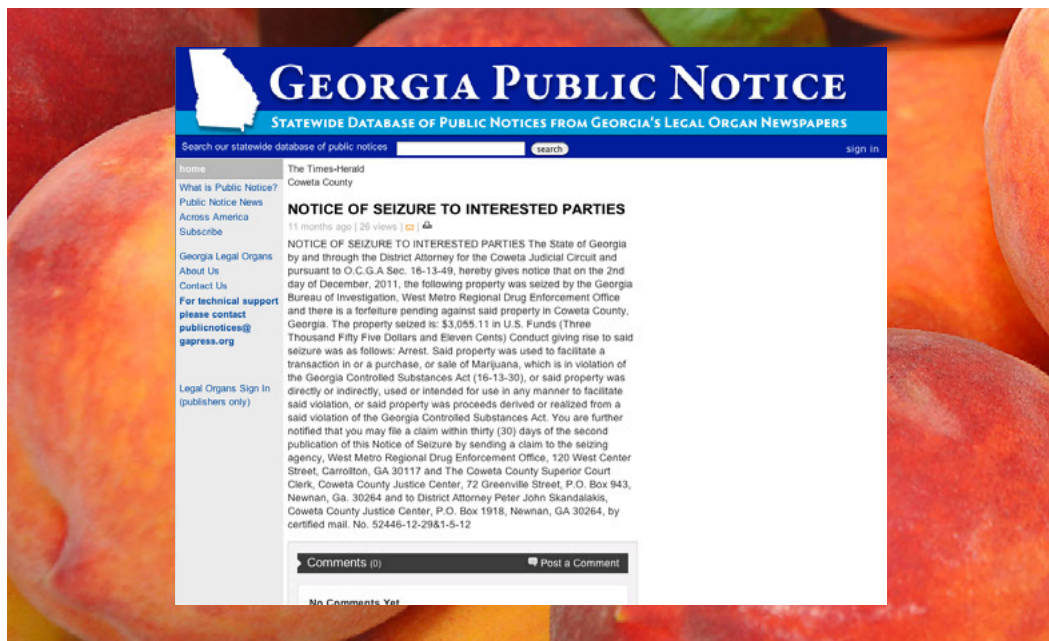 GEORGIA PUBLIC NOTICE
STATEWIDE DATABASE OF PUBLIC NOTICES FROM GEORGIA'S LEGAL ORGAN NEWSPAPERS
Search our statewide database of public notices search sign in
home
What is Public Notice?
Public Notice News
Across America
Subscribe
Georgia Legal Organs
About Us
Contact Us
For technical support
please contact
publicnotices@
gapress.org
Legal Organs Sign In
(publishers only)
The Times-Herald
Coweta County
NOTICE OF SEIZURE TO INTERESTED PARTIES
11 months ago | 26 views | |
NOTICE OF SEIZURE TO INTERESTED PARTIES The State of Georgia
by and through the District Attorney for the Coweta Judicial Circuit and
pursuant to O.C.G.A Sec. 16-13-49, hereby gives notice that on the 2nd
day of December, 2011, the following property was seized by the Georgia
Bureau of Investigation, West Metro Regional Drug Enforcement Office
and there is a forfeiture pending against said property in Coweta County,
Georgia. The property seized is: $3,055.11 in U.S. Funds (Three
Thousand Fifty Five Dollars and Eleven Cents) Conduct giving rise to said
seizure was as follows: Arrest. Said property was used to facilitate a
transaction in or a purchase, or sale of Marijuana, which is in violation of
the Georgia Controlled Substances Act (16-13-30), or said property was
directly or indirectly, used or intended for use in any manner to facilitate
said violation, or said property was proceeds derived or realized from a
said violation of the Georgia Controlled Substances Act. You are further
notified that you may file a claim within thirty (30) days of the second
publication of this Notice of Seizure by sending a claim to the seizing
agency, West Metro Regional Drug Enforcement Office, 120 West Center
Street, Carrollton, GA 30117 and The Coweta County Superior Court
Clerk, Coweta County Justice Center, 72 Greenville Street, P.O. Box 943,
Newnan, Ga. 30264 and to District Attorney Peter John Skandalakis,
Coweta County Justice Center, P.O. Box 1918, Newnan, GA 30264, by
certified mail. No. 52446-12-29&1-5-12
Comments (0) Post a Comment
No Comments Yet